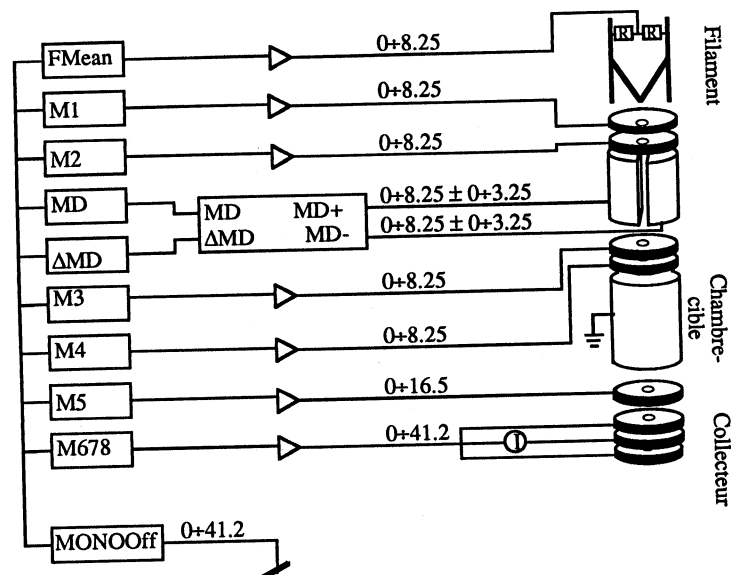 FMean 0÷8.25 R R
M1 0÷8.25
M2 0÷8.25
MD MD MD+ 0÷8.25 ± 0÷3.25
ΔMD ΔMD MD- 0÷8.25 ± 0÷3.25
M3 0÷8.25
M4 0÷8.25
M5 0÷16.5
M678 0÷41.2 I
MONOOff 0÷41.2
Filament
Chambre-
cible
Collecteur